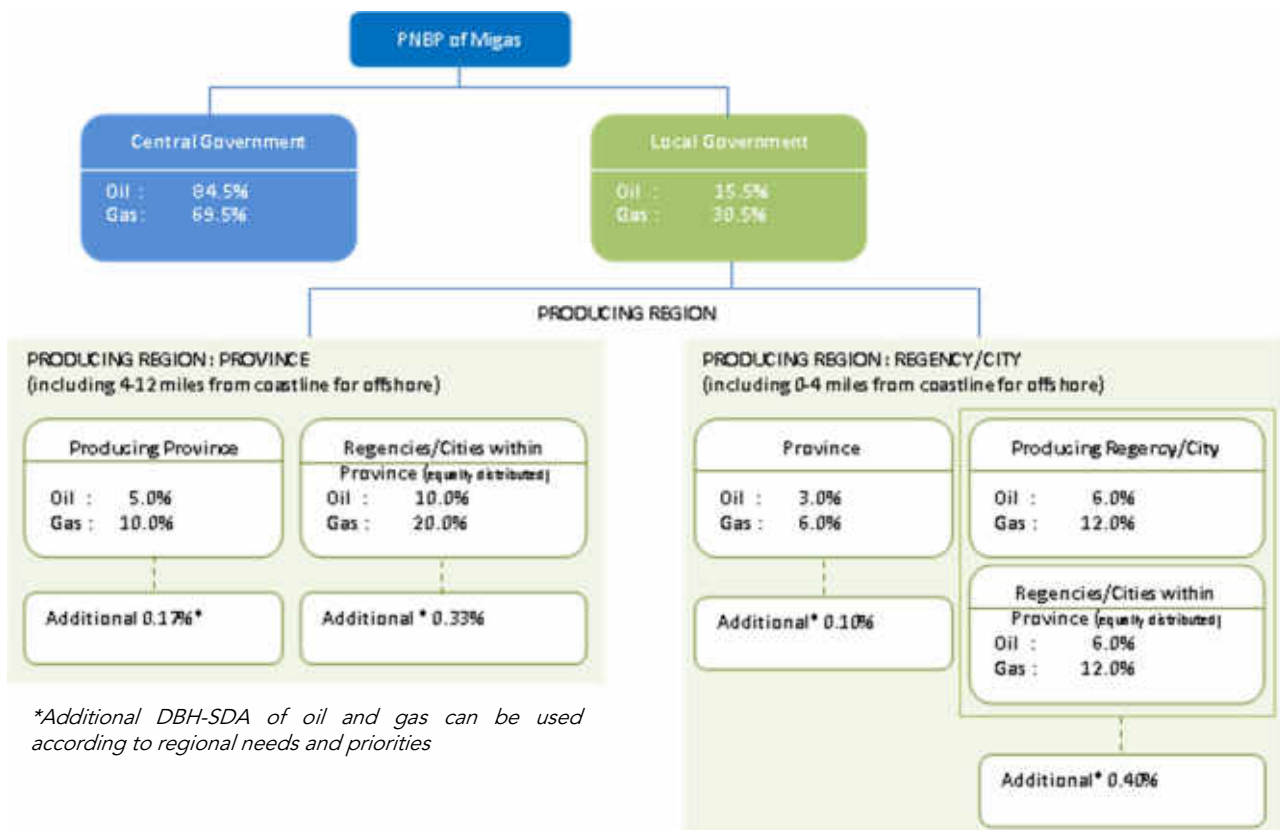 PNBP of Migas
Central Government
Oil : 84.5%
Gas : 69.5%
Local Government
Oil : 15.5%
Gas : 30.5%
PRODUCING REGION
PRODUCING REGION : PROVINCE
(including 4-12 miles from coastline for offshore)
Producing Province
Oil : 5.0%
Gas : 10.0%
Regencies/Cities within
Province (equally distributed)
Oil : 10.0%
Gas : 20.0%
Additional 0.17%*
Additional * 0.33%
*Additional DBH-SDA of oil and gas can be used
according to regional needs and priorities
PRODUCING REGION : REGENCY/CITY
(including 0-4 miles from coastline for offshore)
Province
Oil : 3.0%
Gas : 6.0%
Producing Regency/City
Oil : 6.0%
Gas : 12.0%
Additional* 0.10%
Regencies/Cities within
Province (equally distributed)
Oil : 6.0%
Gas : 12.0%
Additional* 0.40%